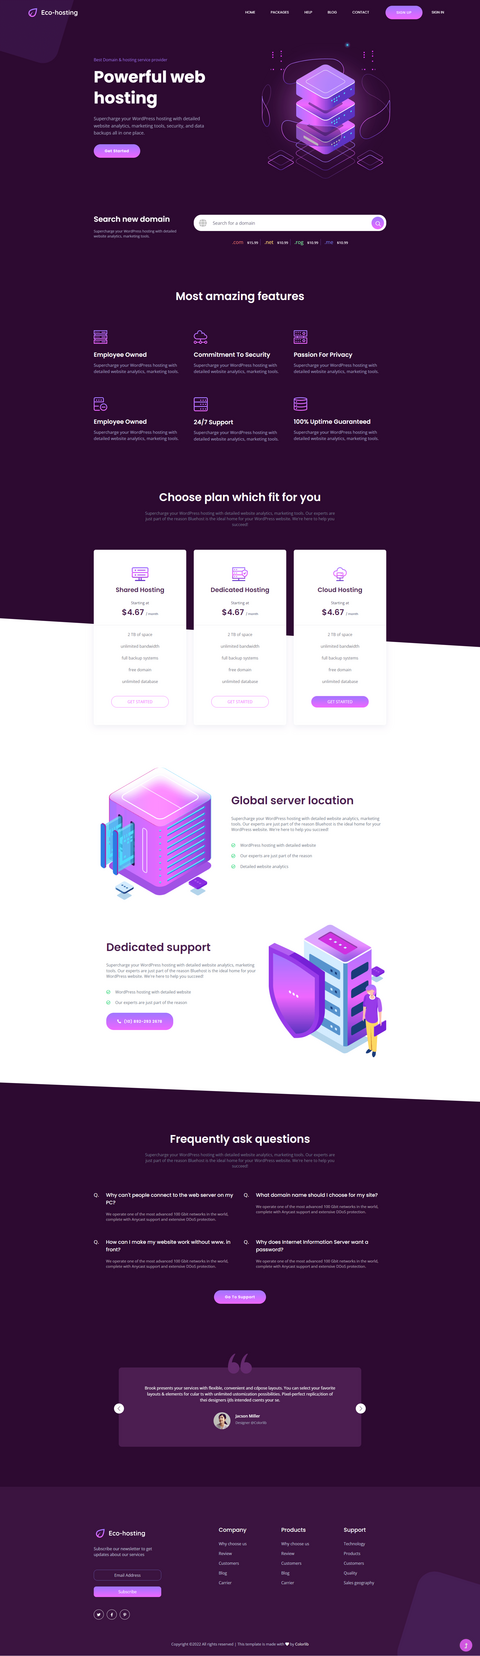 Eco-hosting
HOME
PACKAGES
HELP
BLOG
CONTACT
SIGN UP
SIGN IN
Best Domain & hosting service provider
Powerful web
hosting
Supercharge your WordPress hosting with detailed
website analytics, marketing tools, security, and data
backups all in one place.
Get Started
Search new domain
Supercharge your WordPress hosting with detailed
website analytics, marketing tools.
Search for a domain
.com $15.99 .net $10.99 .rog $10.99 .me $10.99
Most amazing features
Employee Owned
Supercharge your WordPress hosting with
detailed website analytics, marketing tools.
Commitment To Security
Supercharge your WordPress hosting with
detailed website analytics, marketing tools.
Passion For Privacy
Supercharge your WordPress hosting with
detailed website analytics, marketing tools.
Employee Owned
Supercharge your WordPress hosting with
detailed website analytics, marketing tools.
24/7 Support
Supercharge your WordPress hosting with
detailed website analytics, marketing tools.
100% Uptime Guaranteed
Supercharge your WordPress hosting with
detailed website analytics, marketing tools.
Choose plan which fit for you
Supercharge your WordPress hosting with detailed website analytics, marketing tools. Our experts are
just part of the reason Bluehost is the ideal home for your WordPress website. We're here to help you
succeed!
Shared Hosting
Starting at
$4.67 / month
2 TB of space
unlimited bandwidth
full backup systems
free domain
unlimited database
GET STARTED
Dedicated Hosting
Starting at
$4.67 / month
2 TB of space
unlimited bandwidth
full backup systems
free domain
unlimited database
GET STARTED
Cloud Hosting
Starting at
$4.67 / month
2 TB of space
unlimited bandwidth
full backup systems
free domain
unlimited database
GET STARTED
Global server location
Supercharge your WordPress hosting with detailed website analytics, marketing
tools. Our experts are just part of the reason Bluehost is the ideal home for your
WordPress website. We're here to help you succeed!
WordPress hosting with detailed website
Our experts are just part of the reason
Detailed website analytics
Dedicated support
Supercharge your WordPress hosting with detailed website analytics, marketing
tools. Our experts are just part of the reason Bluehost is the ideal home for your
WordPress website. We're here to help you succeed!
WordPress hosting with detailed website
Our experts are just part of the reason
Frequently ask questions
Supercharge your WordPress hosting with detailed website analytics, marketing tools. Our experts are
just part of the reason Bluehost is the ideal home for your WordPress website. We're here to help you
succeed!
Q. Why can't people connect to the web server on my
PC?
We operate one of the most advanced 100 Gbit networks in the world,
complete with Anycast support and extensive DDoS protection.
Q. What domain name should I choose for my site?
We operate one of the most advanced 100 Gbit networks in the world,
complete with Anycast support and extensive DDoS protection.
Q. How can I make my website work without www. in
front?
We operate one of the most advanced 100 Gbit networks in the world,
complete with Anycast support and extensive DDoS protection.
Q. Why does Internet Information Server want a
password?
We operate one of the most advanced 100 Gbit networks in the world,
complete with Anycast support and extensive DDoS protection.
Go To Support
Brook presents your services with flexible, convenient and cdpose layouts. You can select your favorite
layouts & elements for cular ts with unlimited ustomization possibilities. Pixel-perfect replication of
Jacson Miller
Eco-hosting
Subscribe our newsletter to get
updates about our services
Email Address
Subscribe
Company
Why choose us
Review
Customers
Blog
Carrier
Products
Why choose us
Review
Customers
Blog
Carrier
Support
Technology
Products
Customers
Quality
Sales geography
Copyright ©2022 All rights reserved | This template is made with by Colorlib